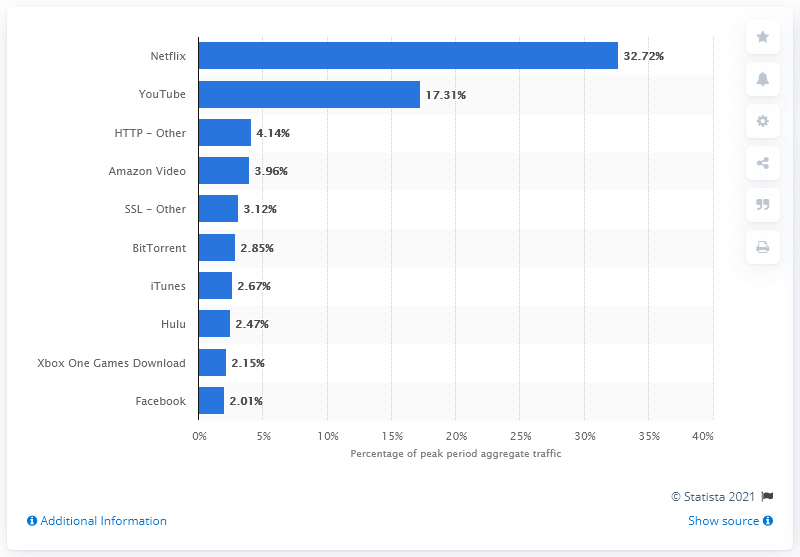 Netflix 32.72%
YouTube 17.31%
HTTP - Other 4.14%
Amazon Video 3.96%
SSL - Other 3.12%
BitTorrent 2.85%
iTunes 2.67%
Hulu 2.47%
Xbox One Games Download 2.15%
Facebook 2.01%
0% 5% 10% 15% 20% 25% 30% 35% 40%
Percentage of peak period aggregate traffic
© Statista 2021
Additional Information Show source